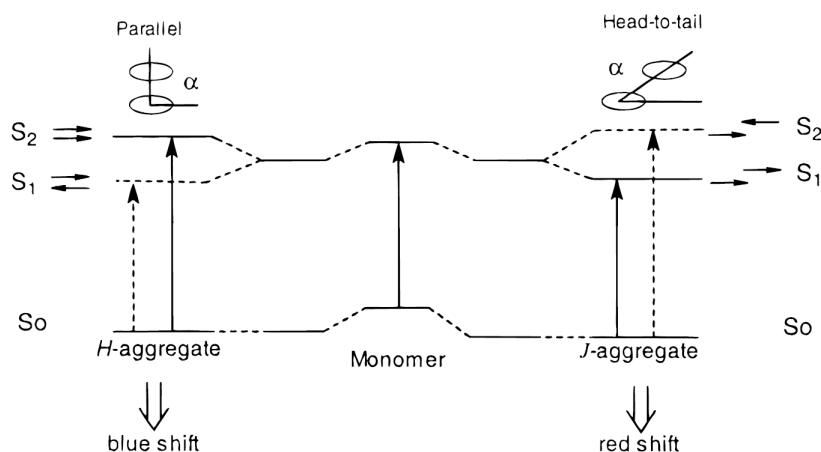 Parallel
Head-to-tail
α
α
S2
S2
S1
S1
So
So
H-aggregate
Monomer
J-aggregate
blue shift
red shift